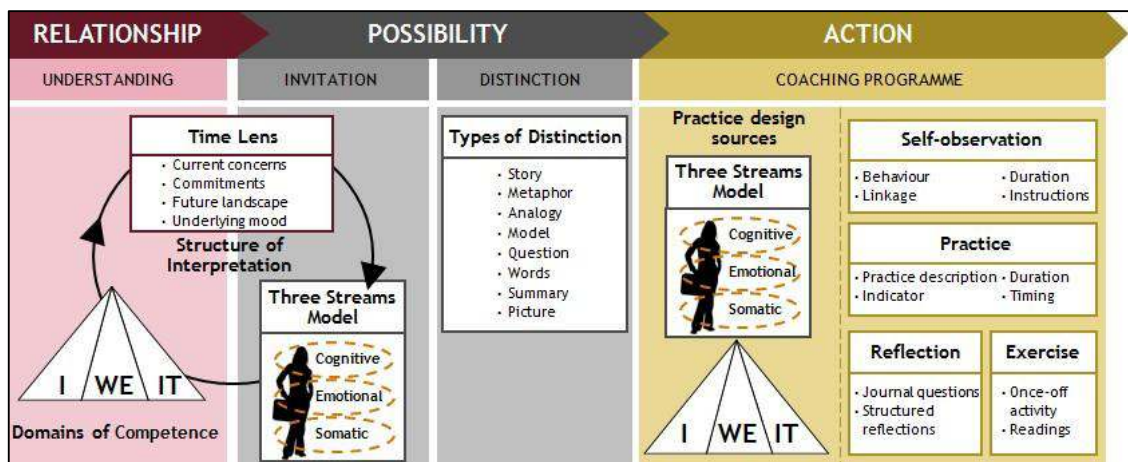 RELATIONSHIP
POSSIBILITY
ACTION
UNDERSTANDING
INVITATION
DISTINCTION
COACHING PROGRAMME
Time Lens
· Current concerns
· Commitments
· Future landscape
· Underlying mood
Structure of
Interpretation
Three Streams
Model
Cognitive
Emotional
Somatic
I WE IT
Domains of Competence
Types of Distinction
· Story
· Metaphor
· Analogy
· Model
· Question
· Words
· Summary
· Picture
Practice design
sources
Three Streams
Model
Cognitive
Emotional
Somatic
I WE IT
Self-observation
· Behaviour
· Linkage
· Duration
· Instructions
Practice
· Practice description
· Indicator
· Duration
· Timing
Reflection
· Journal questions
· Structured
reflections
Exercise
· Once-off
activity
· Readings